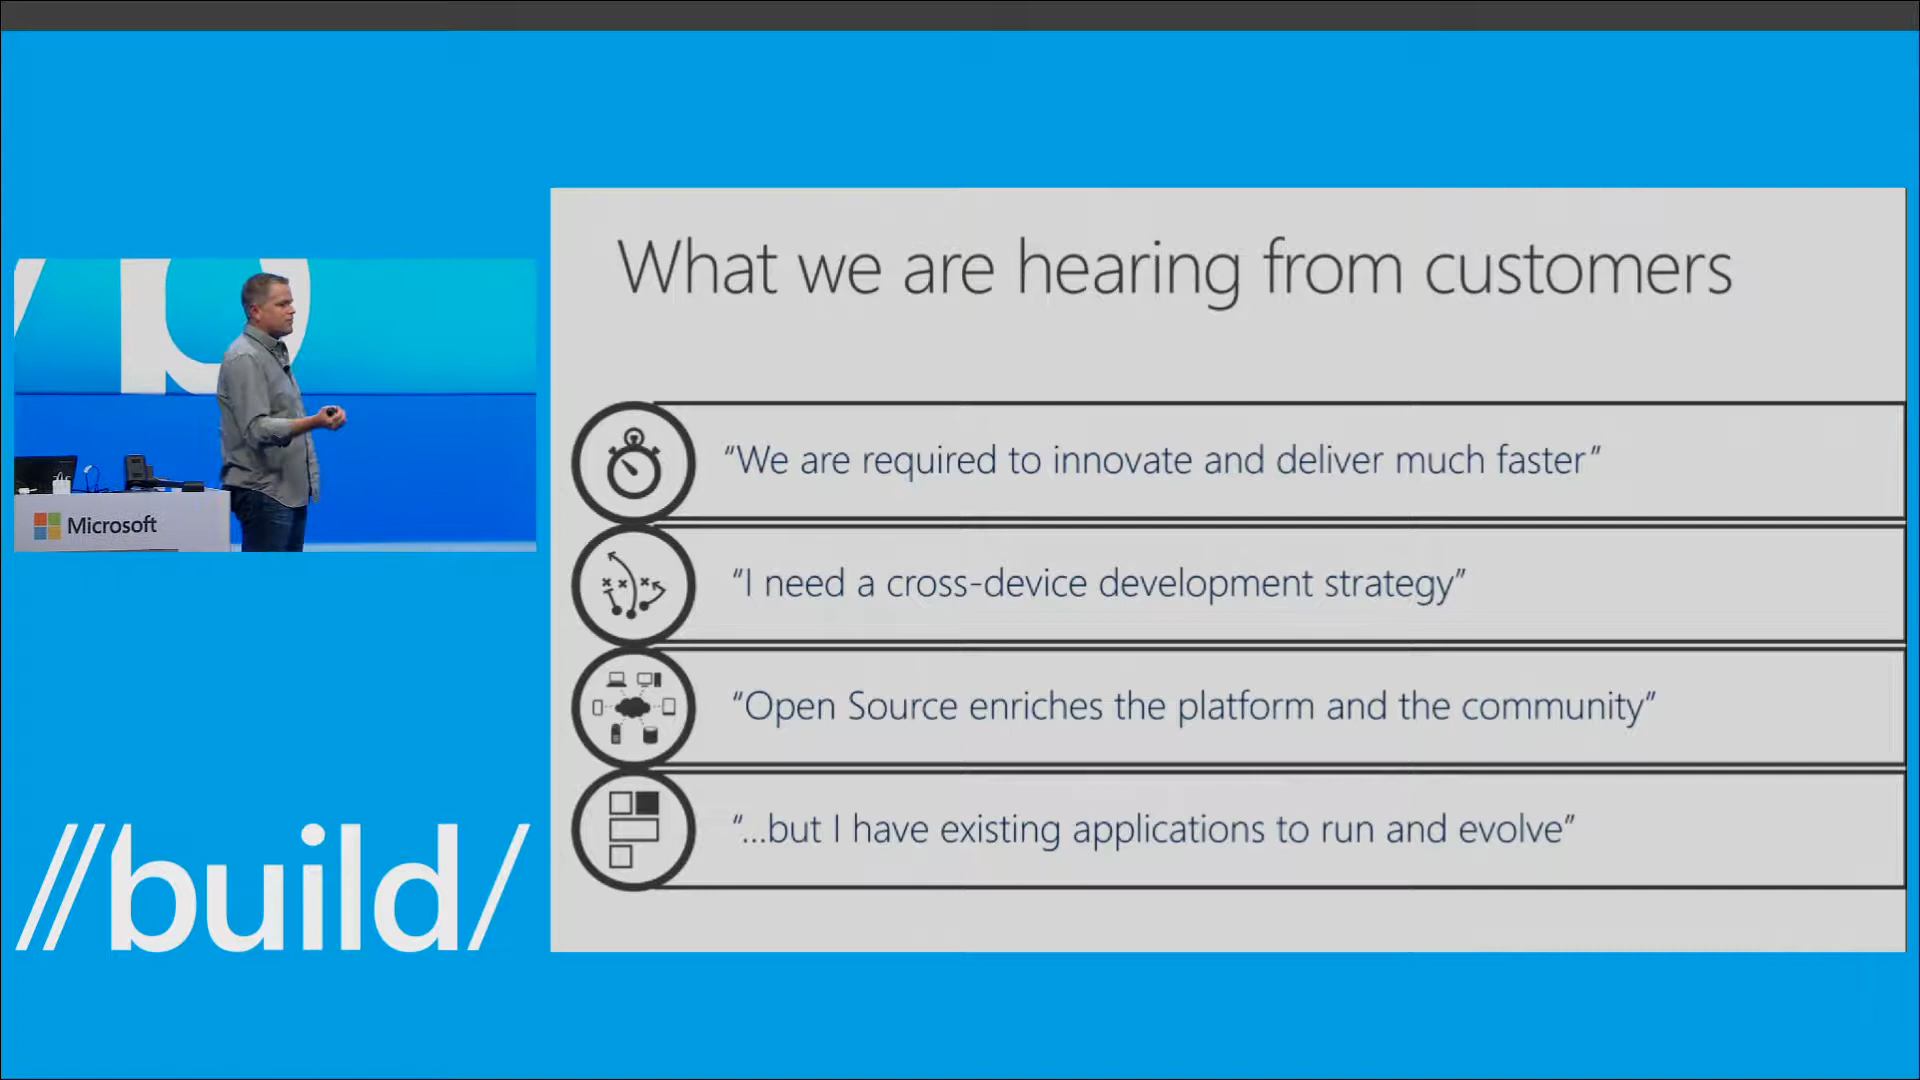 What we are hearing from customers
“We are required to innovate and deliver much faster”
“I need a cross-device development strategy”
“Open Source enriches the platform and the community”
“...but I have existing applications to run and evolve”
Microsoft
//build/